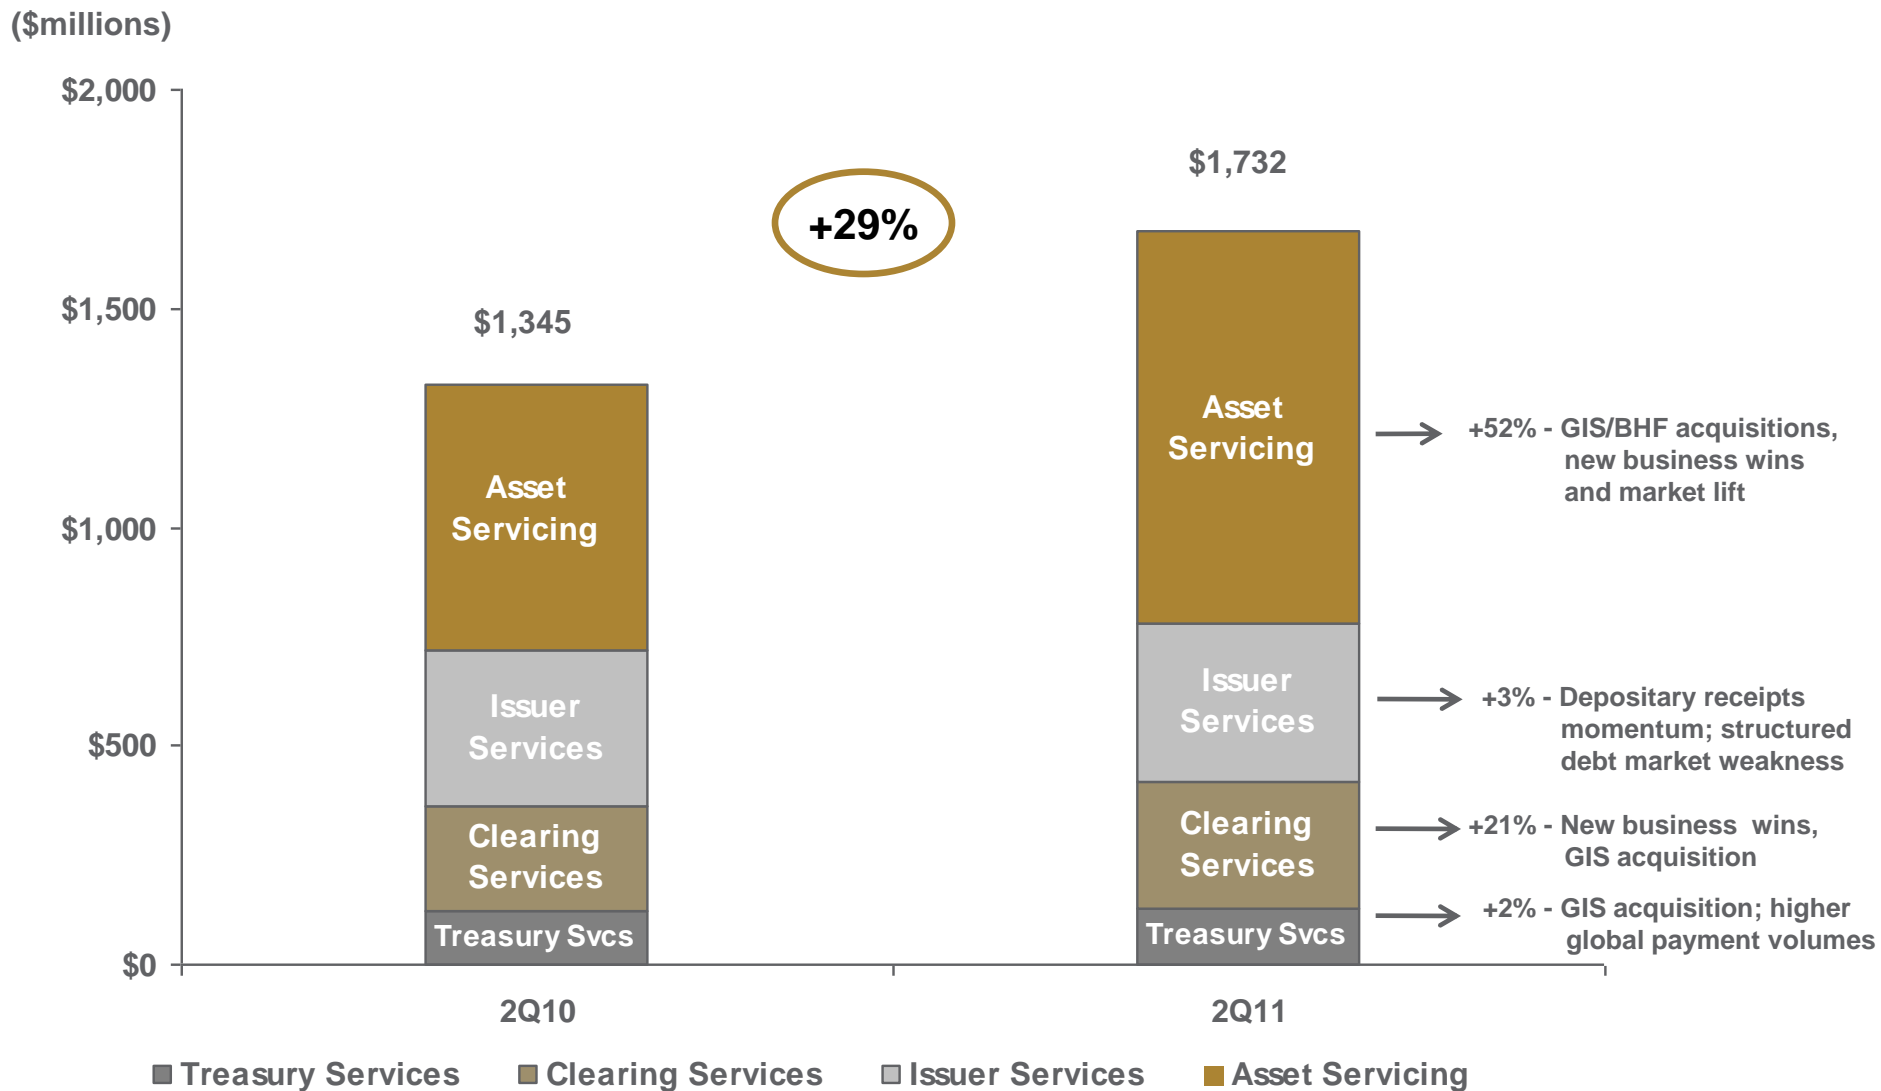 ($millions)
$2,000
$1,500
$1,000
$500
$0
$1,345
+29%
$1,732
Asset
Servicing
Issuer
Services
Clearing
Services
Treasury Svcs
Asset
Servicing
Issuer
Services
Clearing
Services
Treasury Svcs
+52% - GIS/BHF acquisitions,
new business wins
and market lift
+3% - Depositary receipts
momentum; structured
debt market weakness
+21% - New business wins,
GIS acquisition
+2% - GIS acquisition; higher
global payment volumes
2Q10
2Q11
Treasury Services
Clearing Services
Issuer Services
Asset Servicing